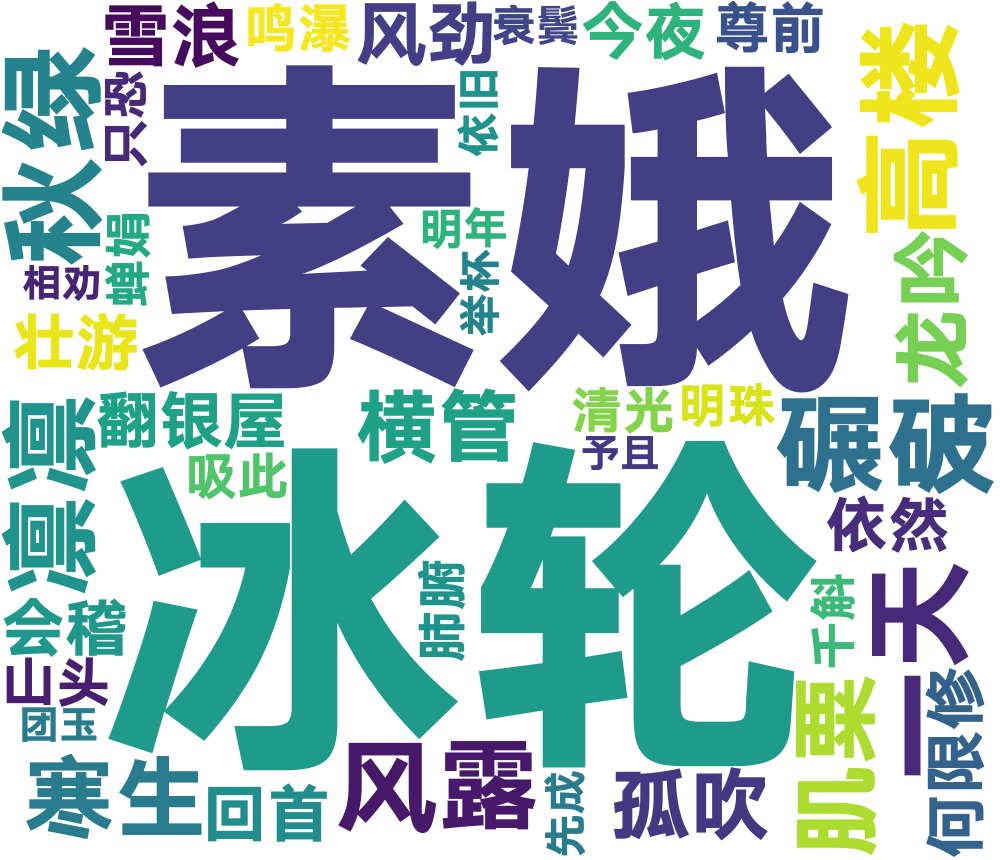 雪浪
鸣瀑
风劲
衰鬓
今夜
尊前
秋绿
只恐
素娥
依旧
高楼
蝉娟
明年
龙吟
相劝
举杯
壮游
翻银屋
横管
清光
明珠
碾破
凛凛
吸此
予且
冰轮
依然
会稽
肺腑
千斛
一天
山头
团玉
肌粟
何限修
寒生
回首
风露
先成
孤吹